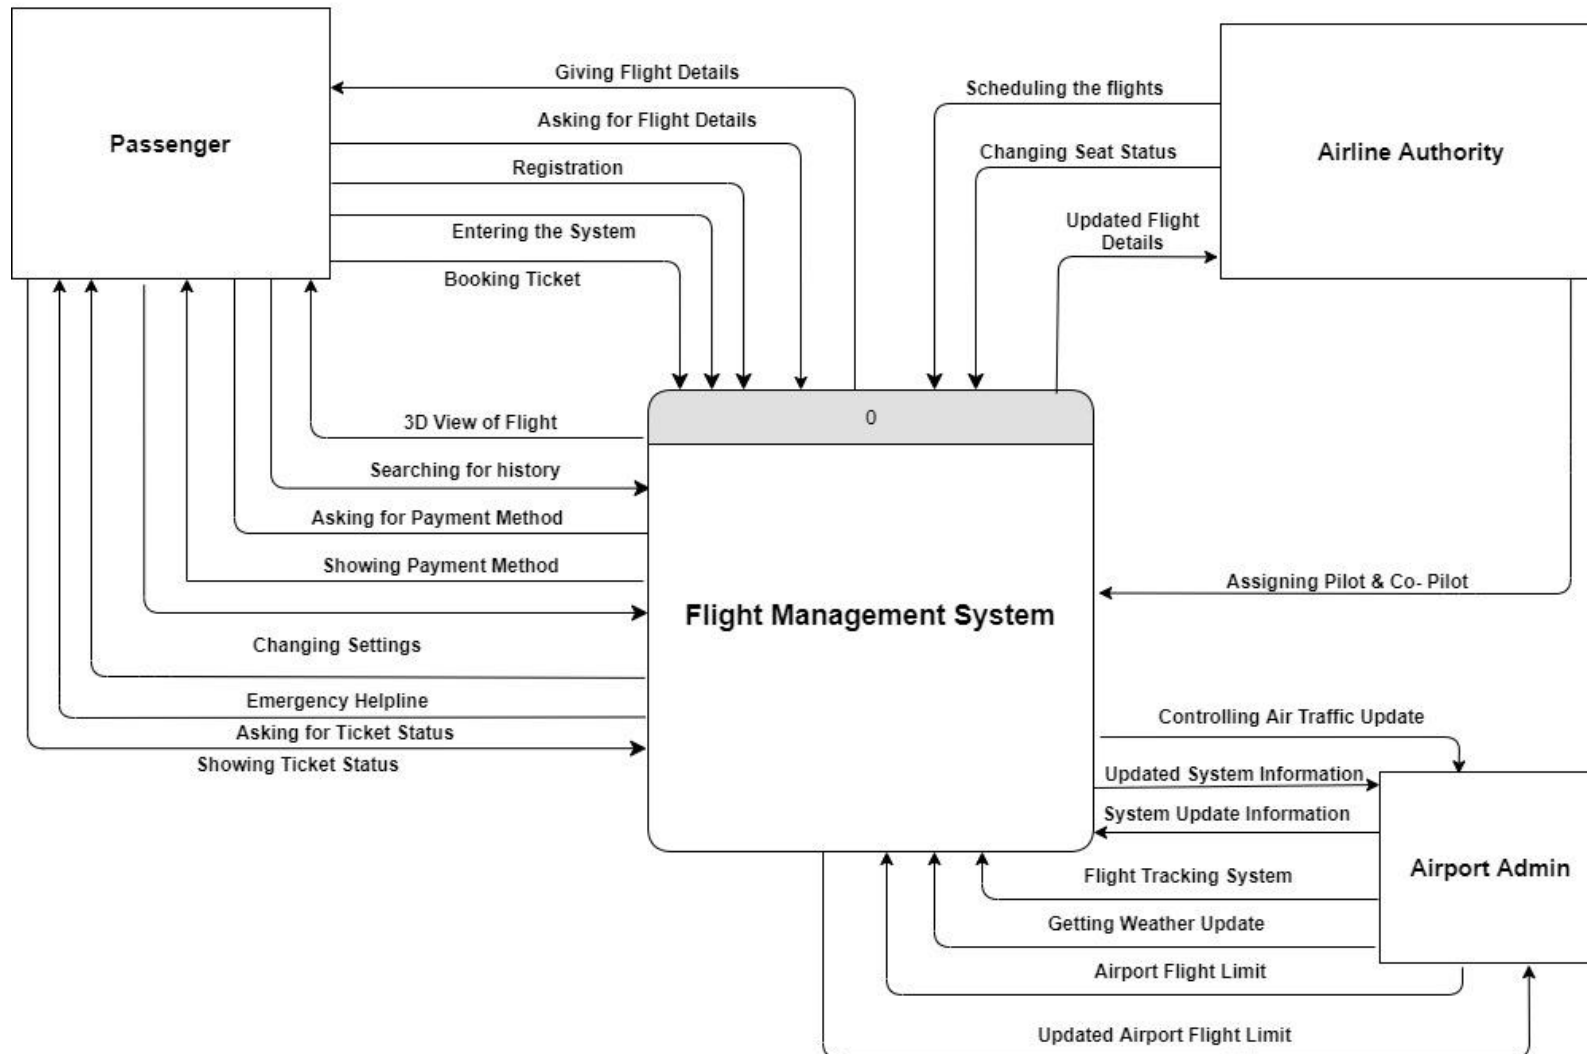 Passenger
Giving Flight Details
Asking for Flight Details
Registration
Entering the System
Booking Ticket
Scheduling the flights
Changing Seat Status
Updated Flight
Details
Airline Authority
0
Flight Management System
3D View of Flight
Searching for history
Asking for Payment Method
Showing Payment Method
Changing Settings
Emergency Helpline
Asking for Ticket Status
Showing Ticket Status
Assigning Pilot & Co- Pilot
Controlling Air Traffic Update
Updated System Information
System Update Information
Flight Tracking System
Getting Weather Update
Airport Flight Limit
Updated Airport Flight Limit
Airport Admin